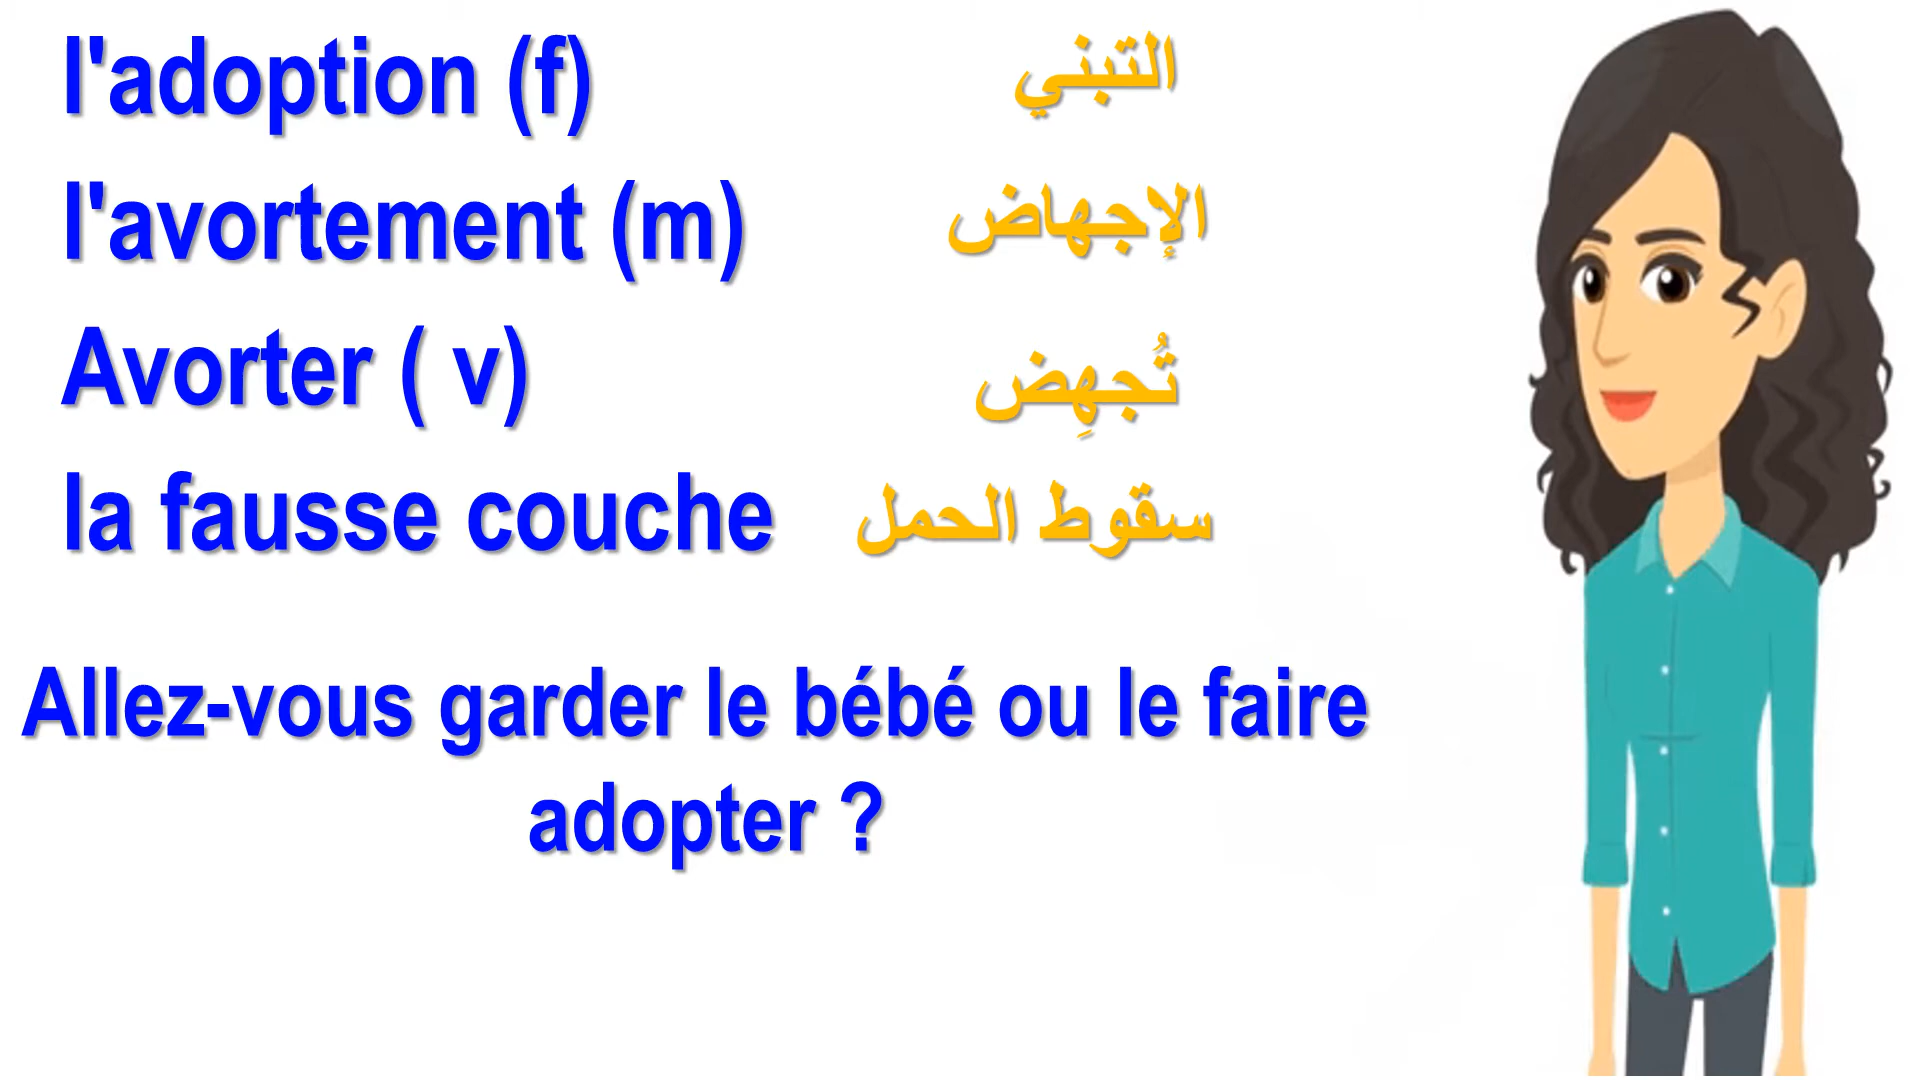 l'adoption (f) التبني
l'avortement (m) الإجهاض
Avorter ( v) تُجهِض
la fausse couche سقوط الحمل
Allez-vous garder le bébé ou le faire
adopter ?